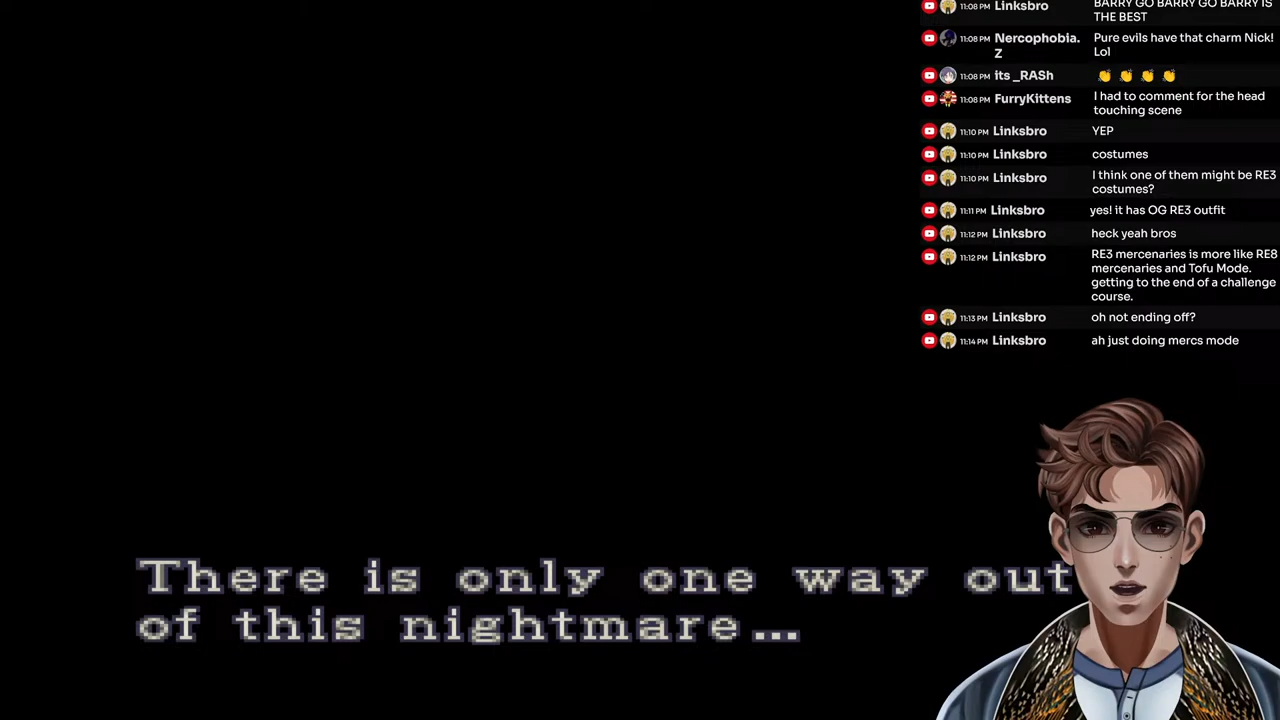 11:08 PM Linksbro BARRY GO BARRY GO BARRY IS
THE BEST
11:08 PM Nercophobia. Pure evils have that charm Nick!
Z Lol
11:08 PM its _RASh 👏 👏 👏 👏
11:08 PM FurryKittens I had to comment for the head
touching scene
11:10 PM Linksbro YEP
11:10 PM Linksbro costumes
11:10 PM Linksbro I think one of them might be RE3
costumes?
11:11 PM Linksbro yes! it has OG RE3 outfit
11:12 PM Linksbro heck yeah bros
11:12 PM Linksbro RE3 mercenaries is more like RE8
mercenaries and Tofu Mode.
getting to the end of a challenge
course.
11:13 PM Linksbro oh not ending off?
11:14 PM Linksbro ah just doing mercs mode
There is only one way out
of this nightmare...